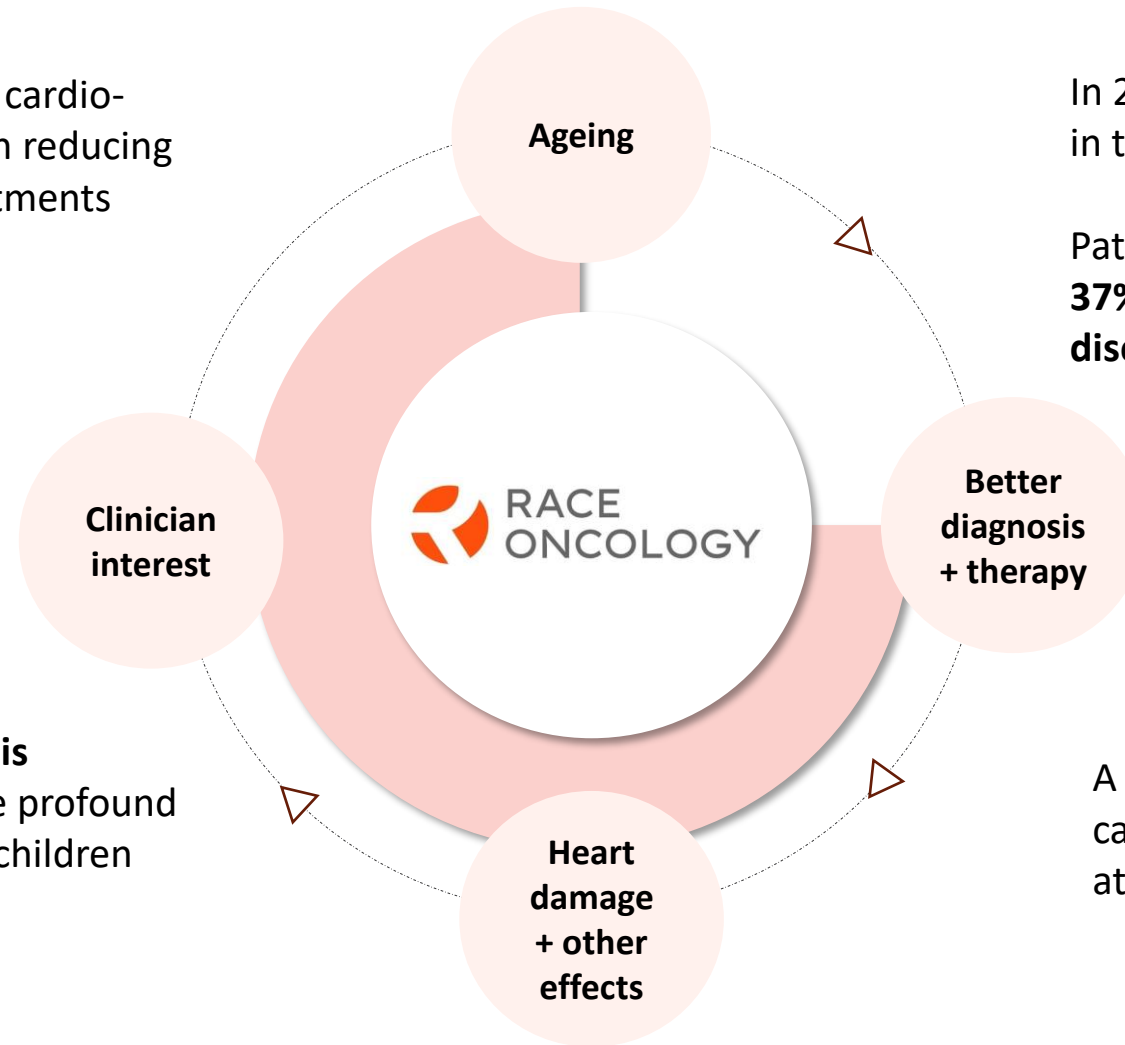 cardio-
reducing
tments
Ageing
In 2
in t
Pat
37%
disc
Clinician
interest
RACE
ONCOLOGY
Better
diagnosis
+ therapy
is
e profound
children
Heart
damage
+ other
effects
A
ca
at